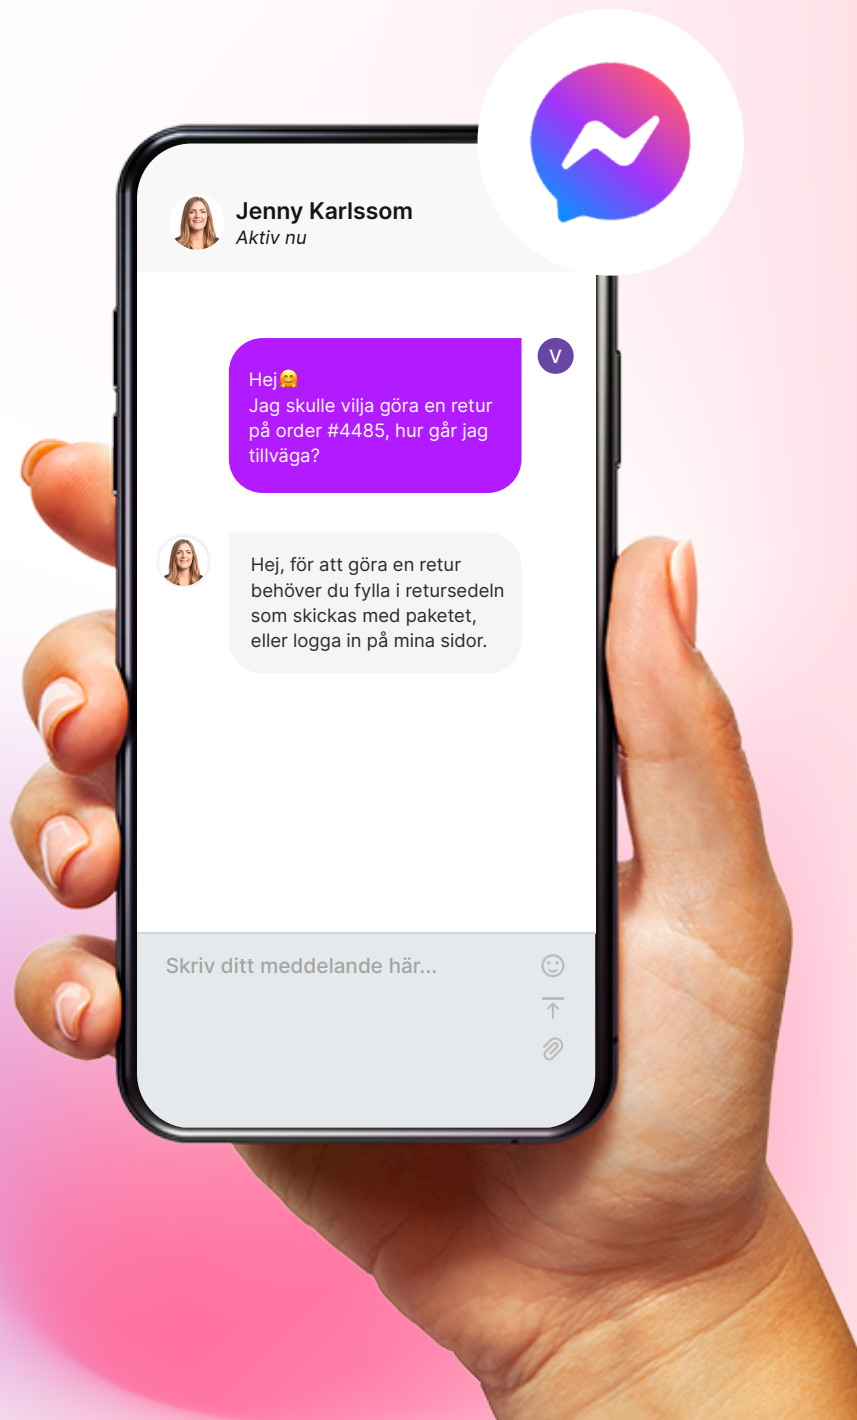 Jenny Karlssom
Aktiv nu
V
Hej🤗
Jag skulle vilja göra en retur
på order #4485, hur går jag
tillväga?
Hej, för att göra en retur
behöver du fylla i retursedeln
som skickas med paketet,
eller logga in på mina sidor.
Skriv ditt meddelande här...